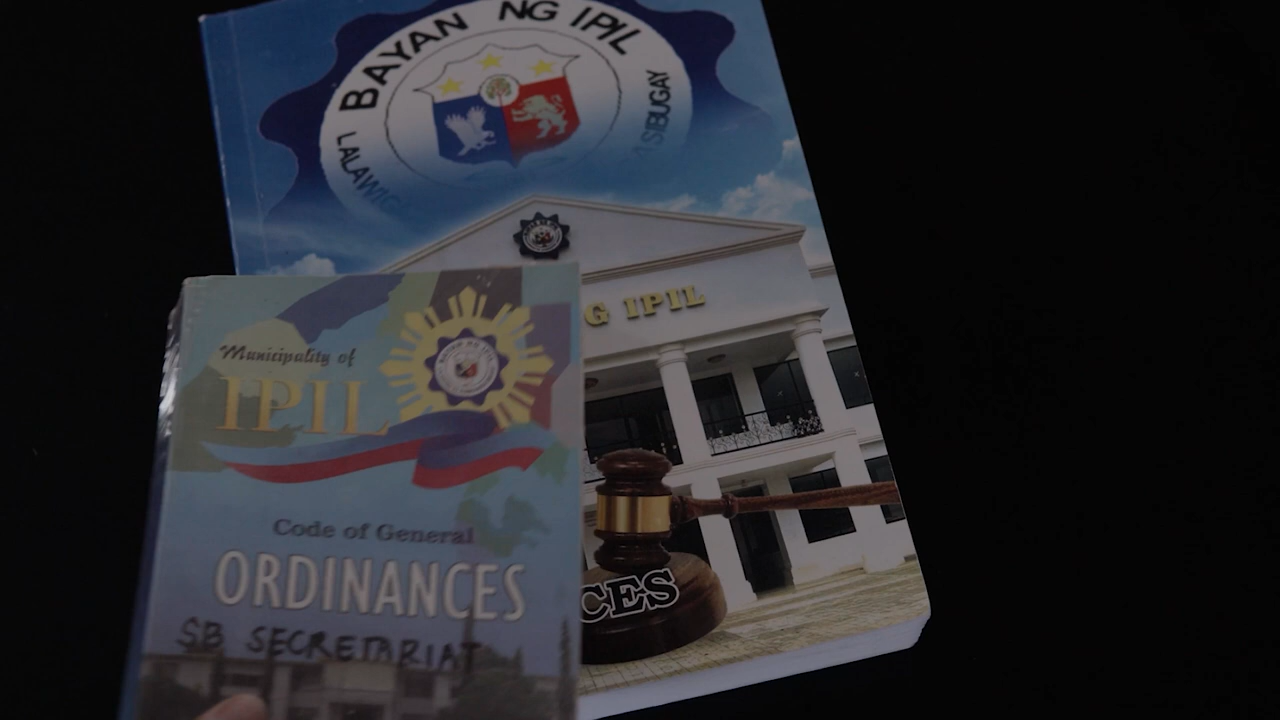 BAYAN NG IPIL
LALAWIG
SIBUGAY
G IPIL
CES
Municipality of
IPIL
Code of General
ORDINANCES
SB SECRETARIAT